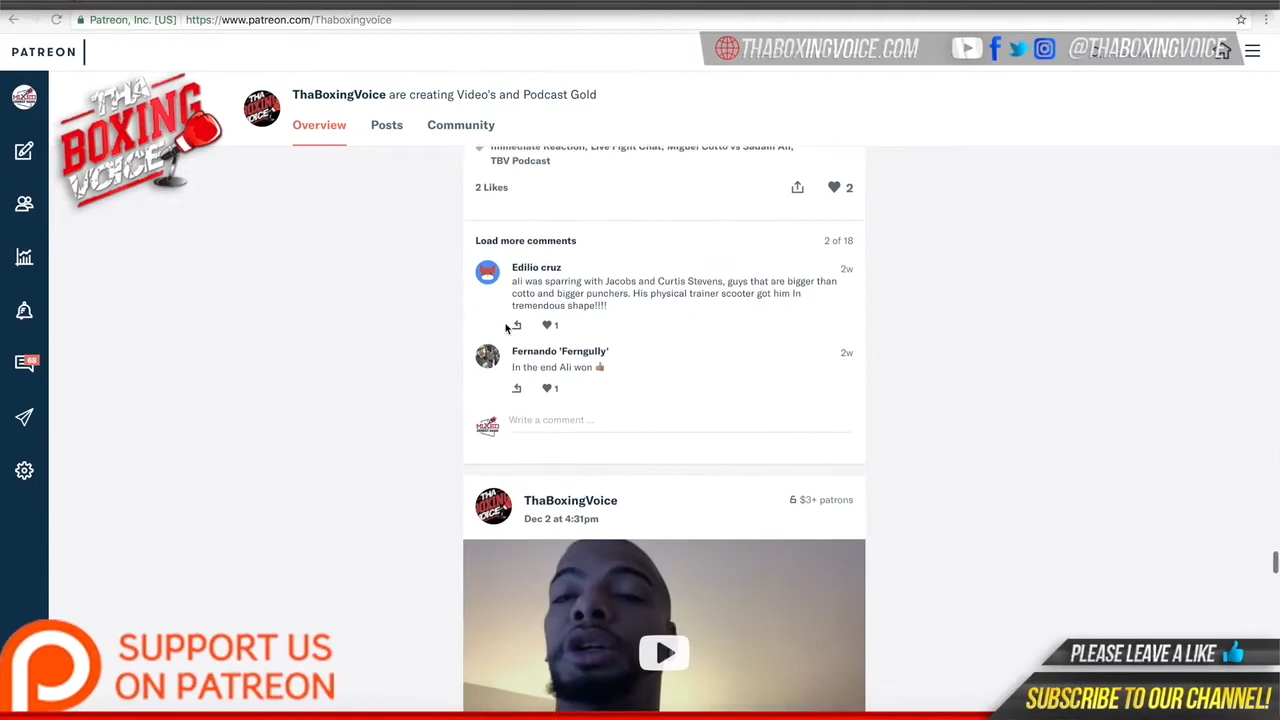 Patreon, Inc. [US] https://www.patreon.com/Thaboxingvoice
PATREON
THABOXINGVOICE.COM @THABOXINGVOICE
THA BOXING VOICE
ThaBoxingVoice are creating Video's and Podcast Gold
Overview Posts Community
Immediate Reaction, Live Fight Chat, Miguel Cotto vs Sadam Ali,
TBV Podcast
2 Likes 2
Load more comments 2 of 18
Edilio cruz 2w
ali was sparring with Jacobs and Curtis Stevens, guys that are bigger than
cotto and bigger punchers. His physical trainer scooter got him In
tremendous shape!!!!
1
Fernando 'Ferngully' 2w
In the end Ali won 👍🏽
1
68
Write a comment...
THA BOXING VOICE
ThaBoxingVoice $3+ patrons
Dec 2 at 4:31pm
SUPPORT US
ON PATREON
PLEASE LEAVE A LIKE
SUBSCRIBE TO OUR CHANNEL!